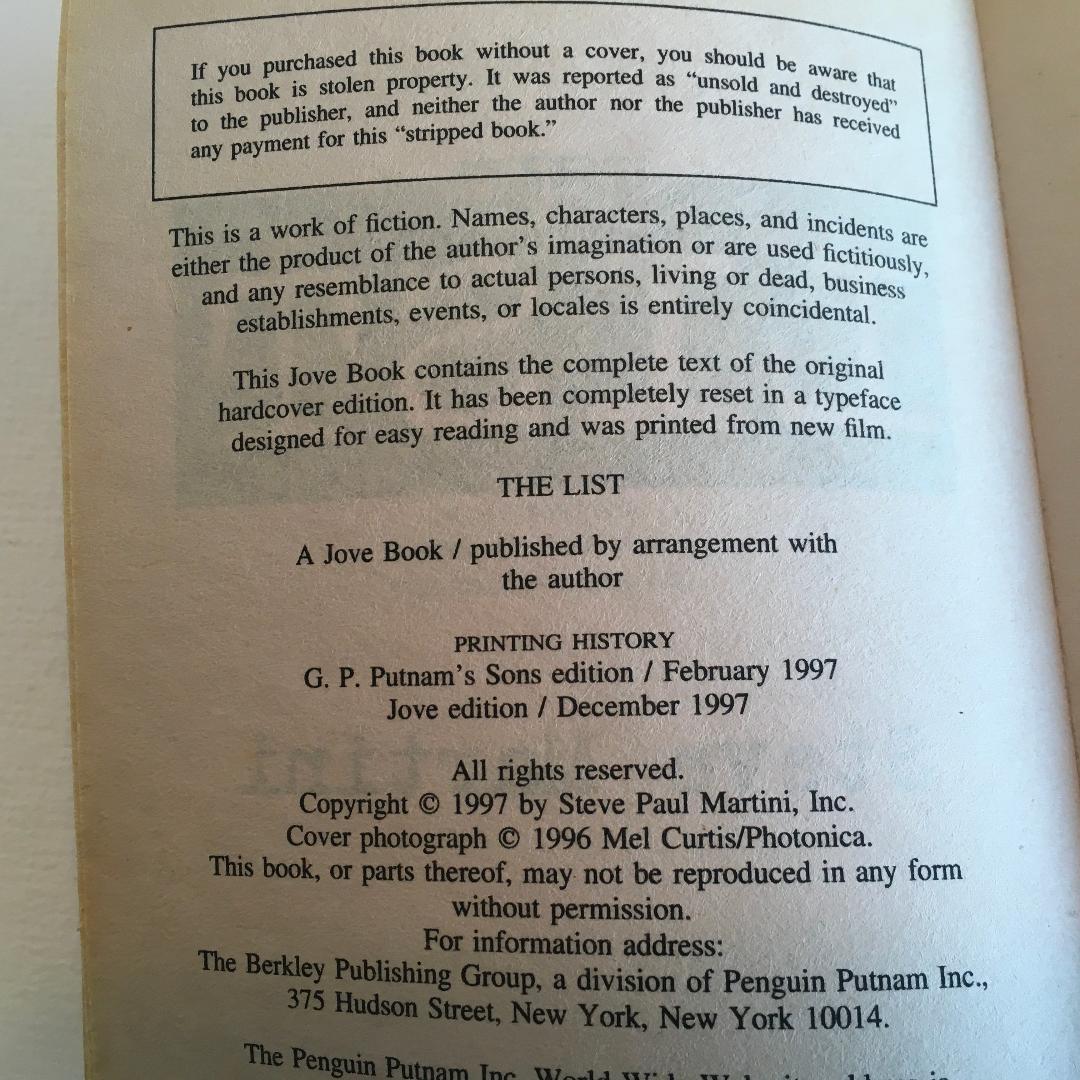 If you purchased this book without a cover, you should be aware that
this book is stolen property. It was reported as “unsold and destroyed”
to the publisher, and neither the author nor the publisher has received
any payment for this “stripped book.”
This is a work of fiction. Names, characters, places, and incidents are
either the product of the author’s imagination or are used fictitiously,
and any resemblance to actual persons, living or dead, business
establishments, events, or locales is entirely coincidental.
This Jove Book contains the complete text of the original
hardcover edition. It has been completely reset in a typeface
designed for easy reading and was printed from new film.
THE LIST
A Jove Book / published by arrangement with
the author
PRINTING HISTORY
G. P. Putnam’s Sons edition / February 1997
Jove edition / December 1997
All rights reserved.
Copyright © 1997 by Steve Paul Martini, Inc.
Cover photograph © 1996 Mel Curtis/Photonica.
This book, or parts thereof, may not be reproduced in any form
without permission.
For information address:
The Berkley Publishing Group, a division of Penguin Putnam Inc.,
375 Hudson Street, New York, New York 10014.
The Penguin Putnam Inc. World Wide Web site address is